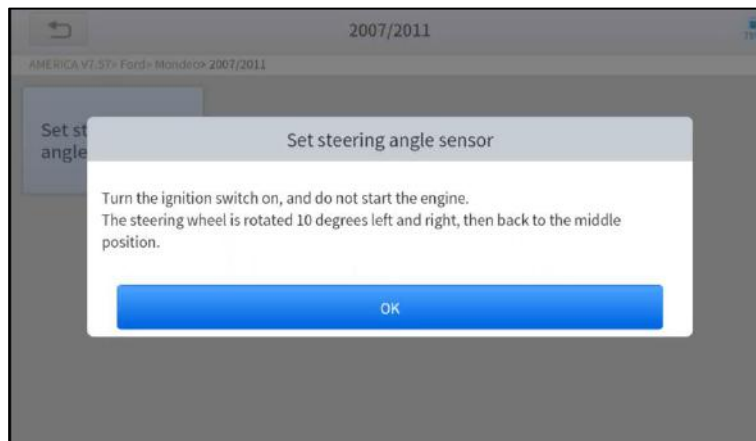 2007/2011
AMERICA V7.57> Ford> Mondeo> 2007/2011
Set st
angle
Set steering angle sensor
Turn the ignition switch on, and do not start the engine.
The steering wheel is rotated 10 degrees left and right, then back to the middle
position.
OK